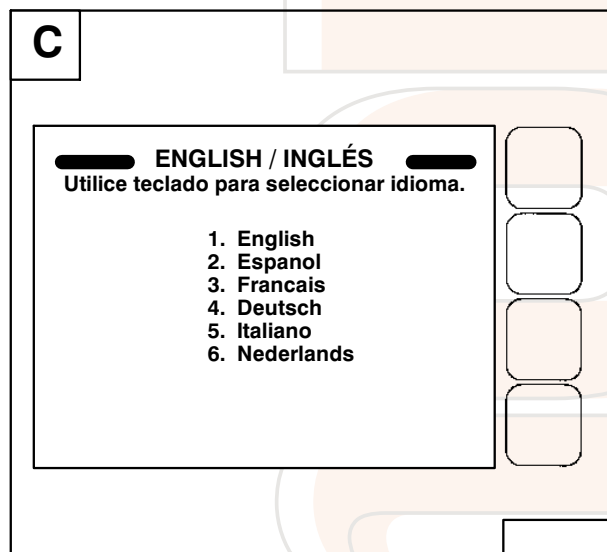 C
ENGLISH / INGLÉS
Utilice teclado para seleccionar idioma.
1. English
2. Espanol
3. Francais
4. Deutsch
5. Italiano
6. Nederlands